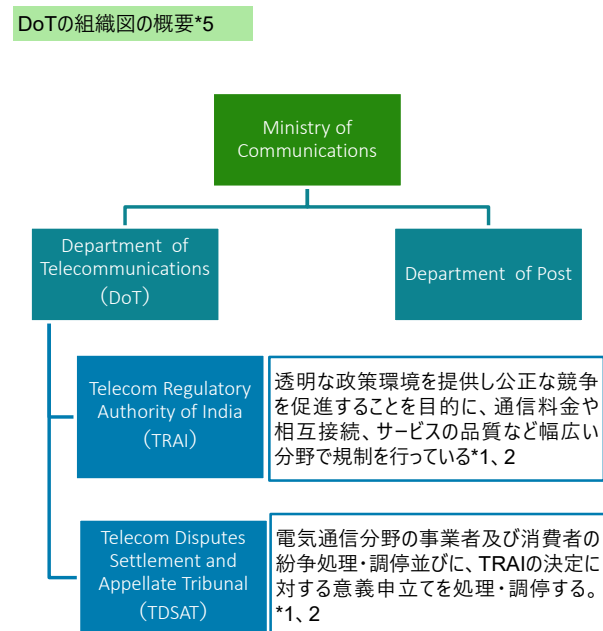 DoTの組織図の概要*5
Ministry of
Communications
Department of
Telecommunications
（DoT）
Department of Post
Telecom Regulatory
Authority of India
（TRAI）
透明な政策環境を提供し公正な競争
を促進することを目的に、通信料金や
相互接続、サービスの品質など幅広い
分野で規制を行っている*1、2
Telecom Disputes
Settlement and
Appellate Tribunal
（TDSAT）
電気通信分野の事業者及び消費者の
紛争処理・調停並びに、TRAIの決定に
対する意義申立てを処理・調停する。
*1、2